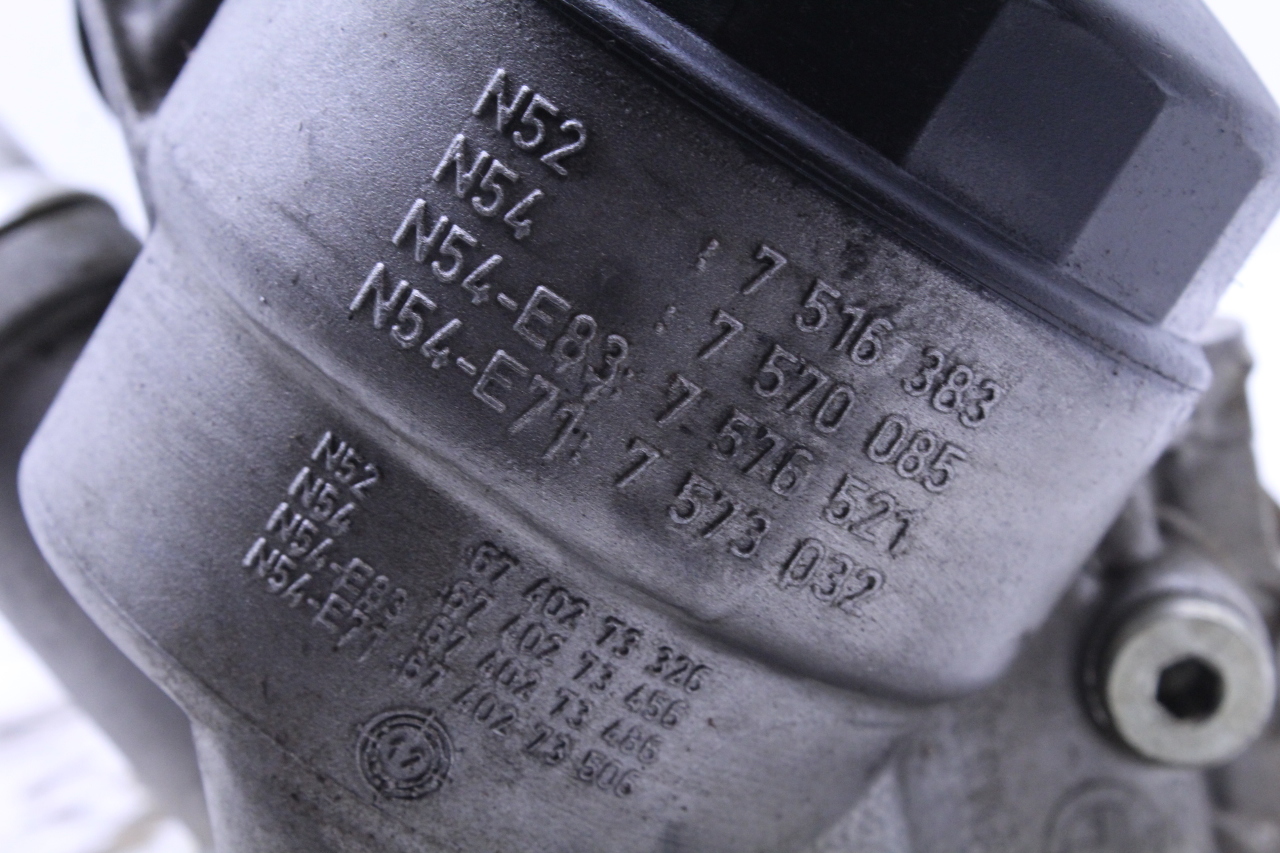 N52 : 7 516 383
N54 : 7 570 085
N54-E83: 7 576 521
N54-E71: 7 573 032
N52 67 402 73 326
N54 67 402 73 456
N54-E83 67 402 73 486
N54-E71 67 402 73 506